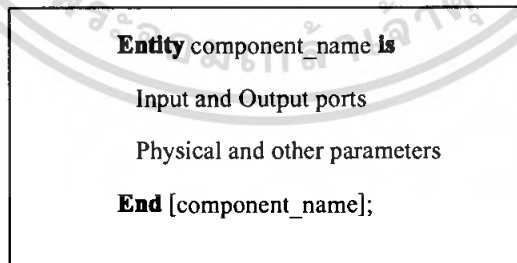 Entity component_name is
Input and Output ports
Physical and other parameters
End [component_name];